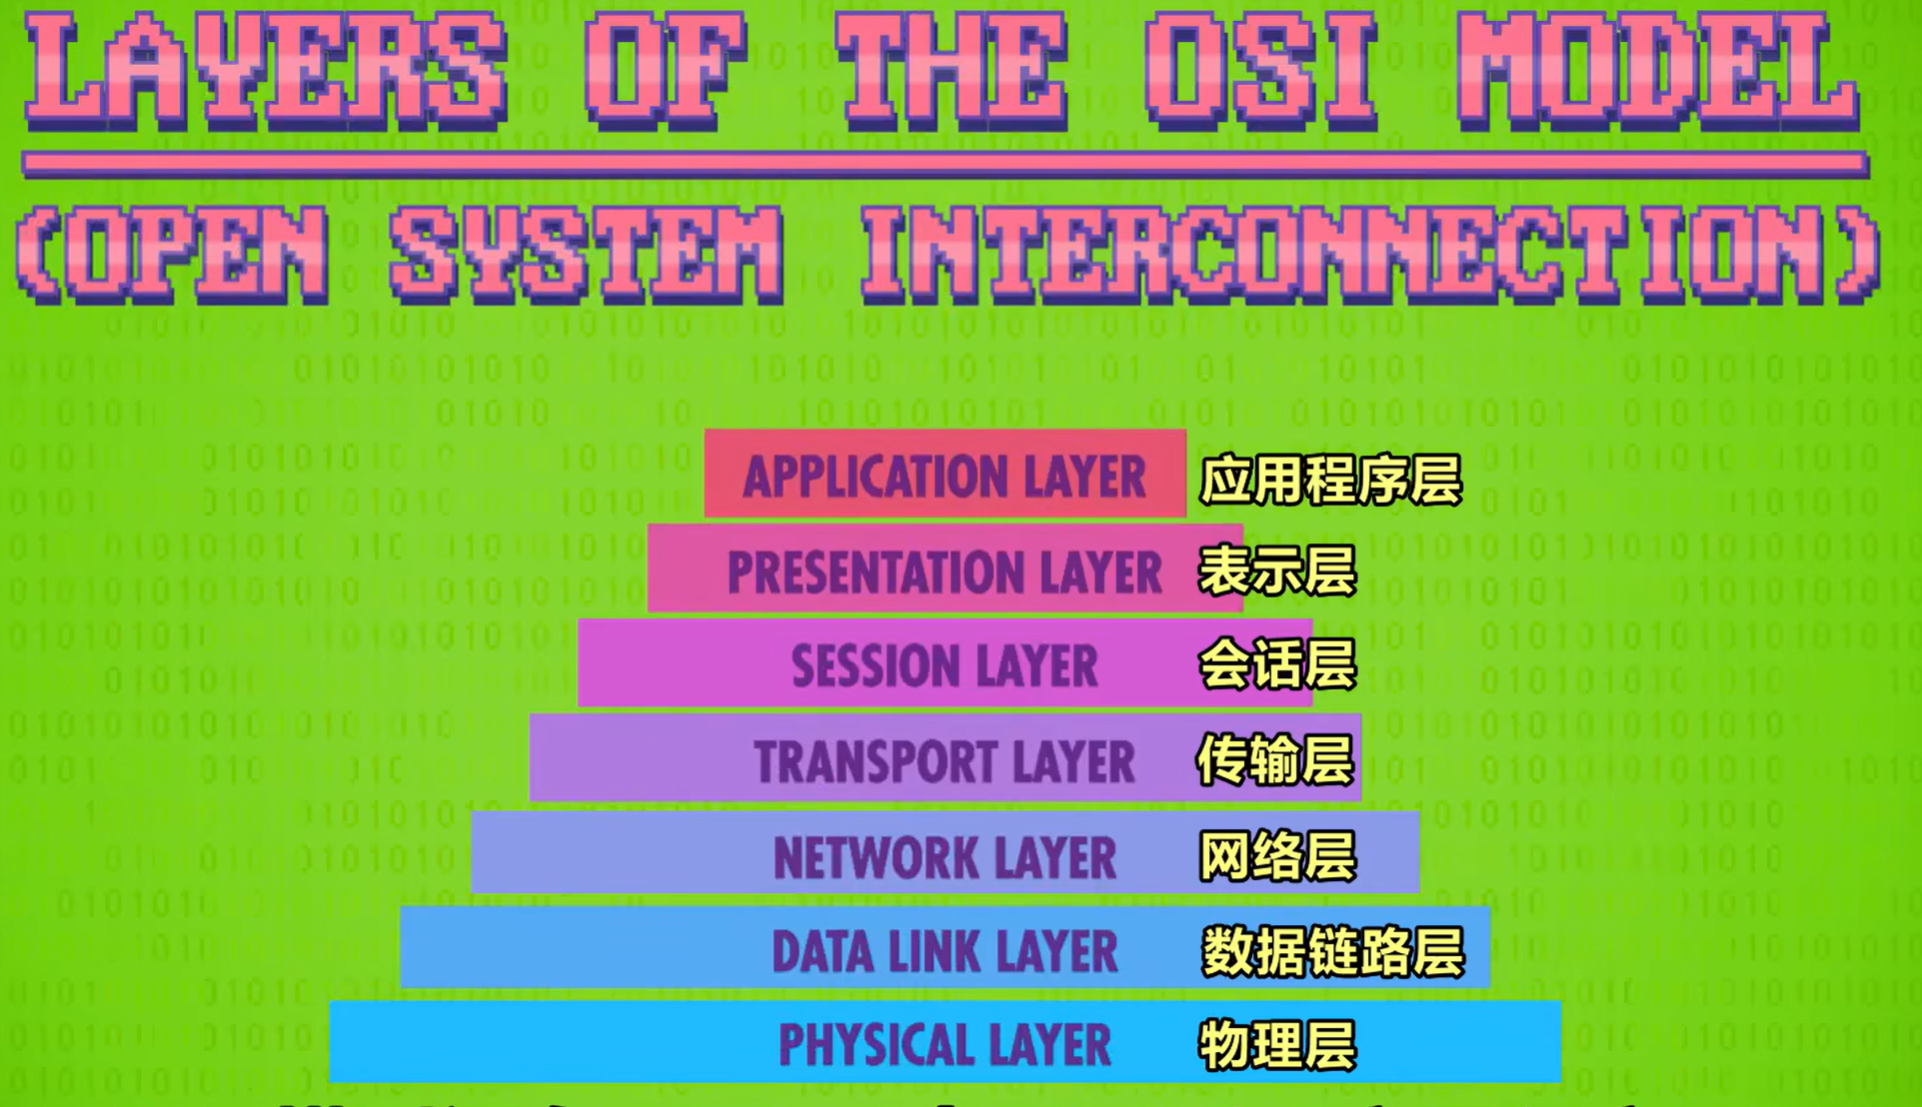 LAYERS OF THE OSI MODEL
(OPEN SYSTEM INTERCONNECTION)
APPLICATION LAYER 应用程序层
PRESENTATION LAYER 表示层
SESSION LAYER 会话层
TRANSPORT LAYER 传输层
NETWORK LAYER 网络层
DATA LINK LAYER 数据链路层
PHYSICAL LAYER 物理层